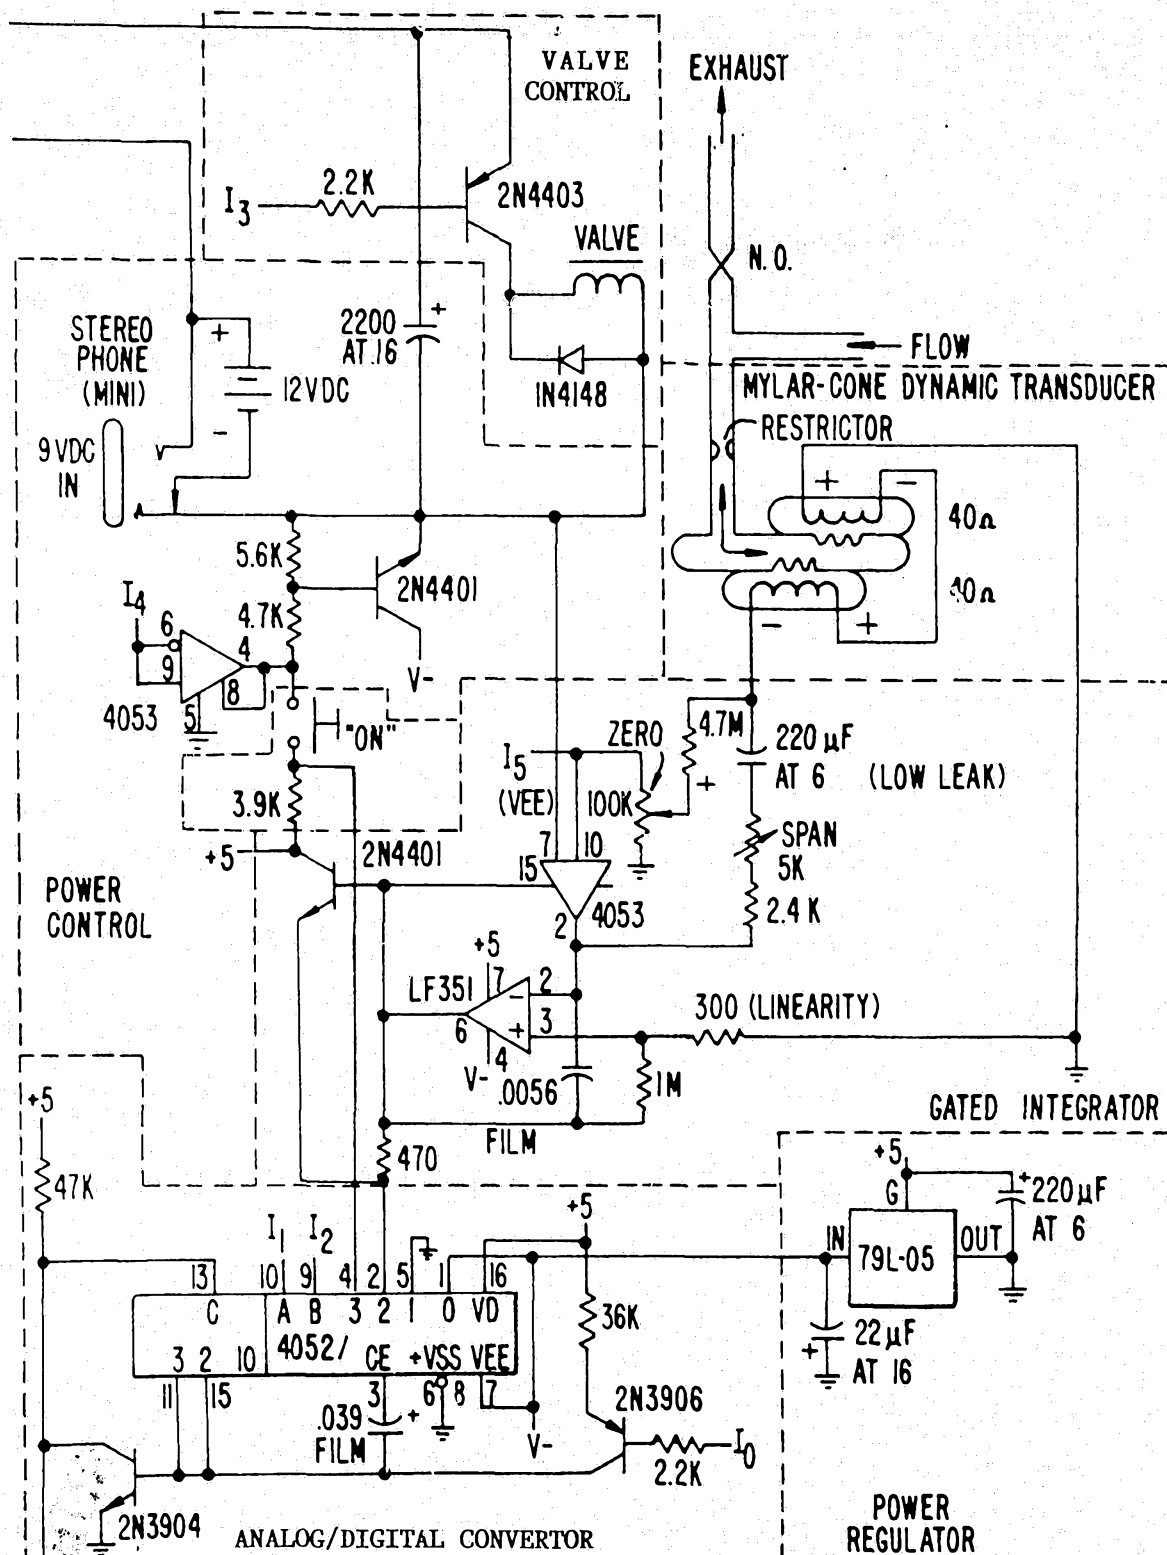 VALVE
CONTROL
EXHAUST
I3
2.2K
2N4403
VALVE
N.O.
STEREO
PHONE
(MINI)
+
12VDC
-
2200
AT 16
+
1N4148
FLOW
MYLAR-CONE DYNAMIC TRANSDUCER
RESTRICTOR
9VDC
IN
+
-
40Ω
40Ω
-
+
5.6K
2N4401
4.7K
I4
6
9
4
8
5
4053
V-
"ON"
3.9K
+5
2N4401
ZERO
4.7M
+
220 µF
AT 6 (LOW LEAK)
I5
(VEE)
100K
SPAN
5K
2.4 K
7
10
15
4053
2
POWER
CONTROL
+5
LF351
7
2
-
+
3
6
4
V-
.0056
FILM
1M
300 (LINEARITY)
GATED INTEGRATOR
470
+5
47K
I1
I2
+5
13
10
9
4
2
5
1
16
C
A
B
3
2
1
0
VD
4052/
3
2
10
CE
+VSS
VEE
11
15
3
6
8
7
.039
FILM
+
V-
36K
2N3906
2.2K
I0
2N3904
ANALOG/DIGITAL CONVERTOR
+5
G
+
220µF
AT 6
IN
79L-05
OUT
22µF
AT 16
+
POWER
REGULATOR